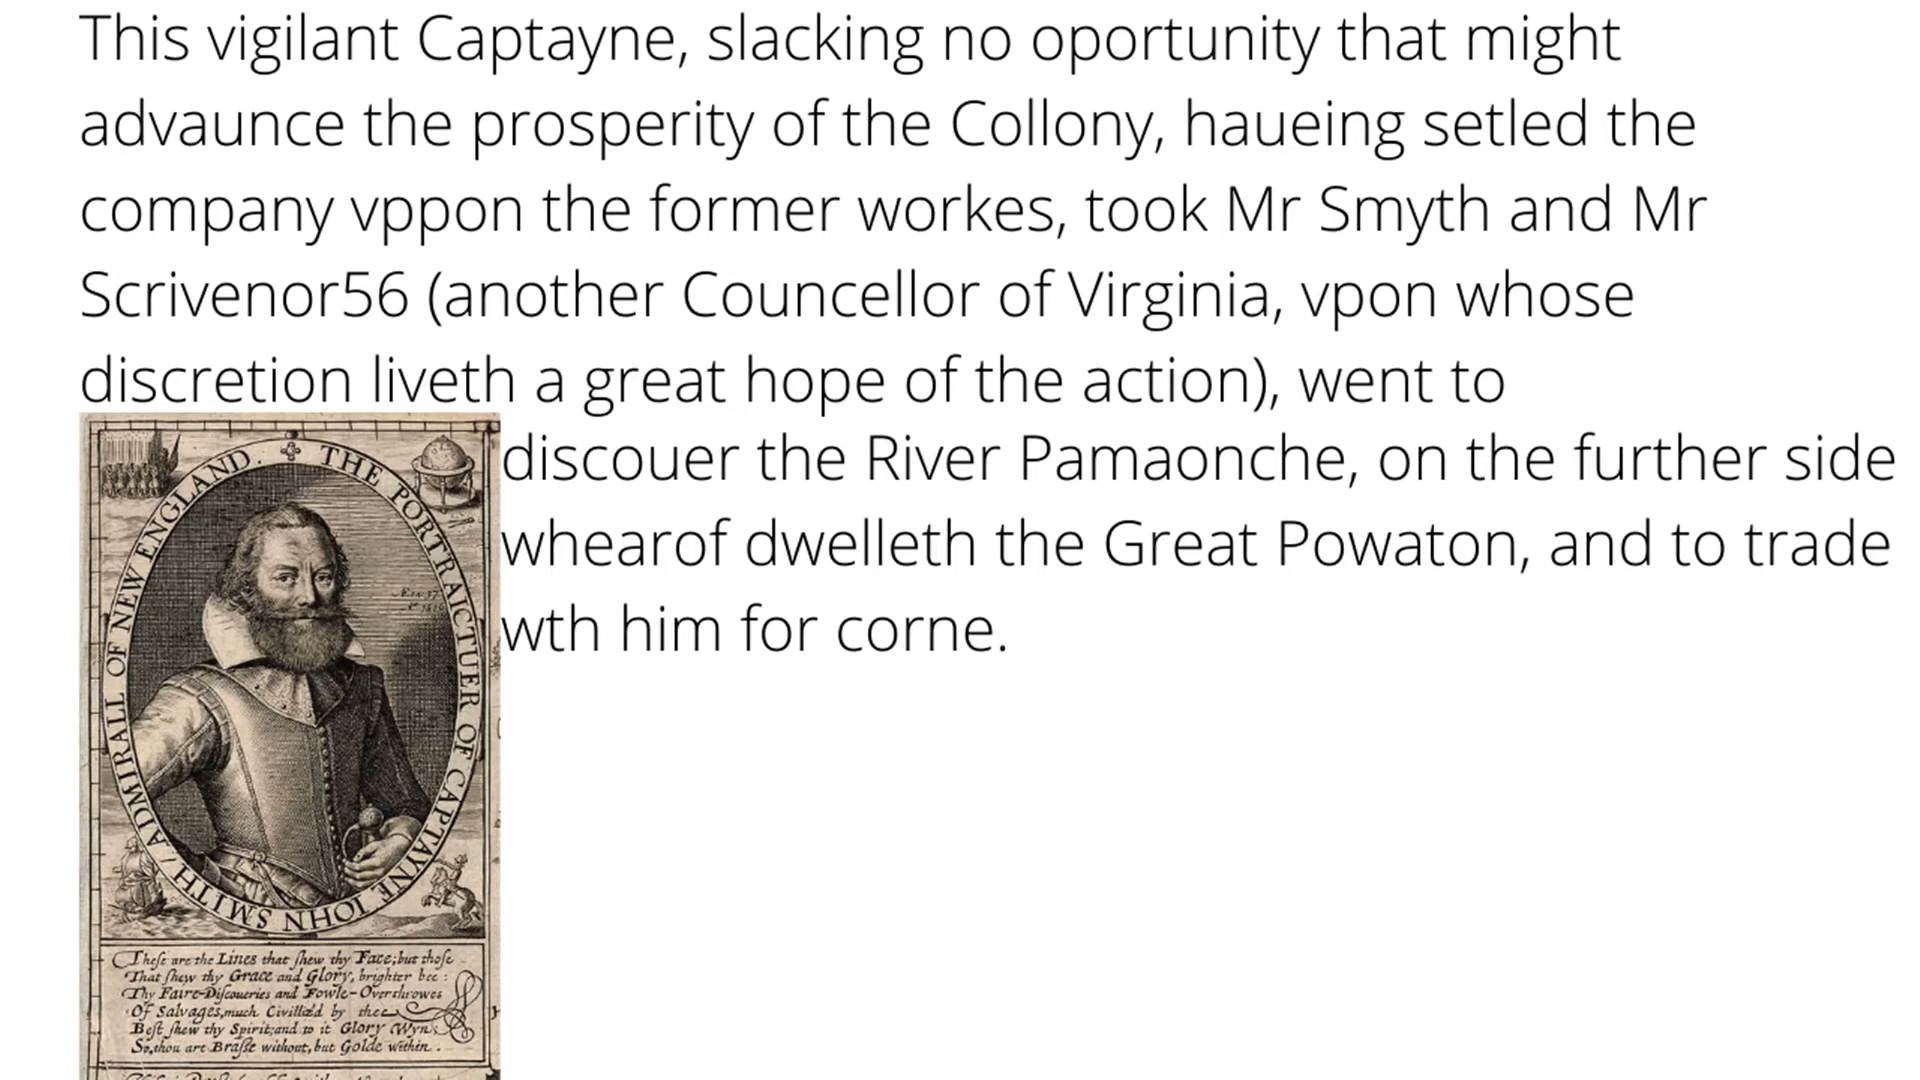 This vigilant Captayne, slacking no oportunity that might
advaunce the prosperity of the Collony, haueing setled the
company vppon the former workes, took Mr Smyth and Mr
Scrivenor56 (another Councellor of Virginia, vpon whose
discretion liveth a great hope of the action), went to
discouer the River Pamaonche, on the further side
whearof dwelleth the Great Powaton, and to trade
wth him for corne.
THE PORTRAICTUER OF CAPTAYNE IOHN SMITH / ADMIRALL OF NEW ENGLAND.
These are the Lines that shew thy Face; but those
That shew thy Grace and Glory, brighter bee:
Thy Faire-Discoueries and Fowle-Overthrowes
Of Salvages, much Civilliz'd by thee
Best shew thy Spirit; and to it Glory Wyn;
So, thou art Brasse without, but Golde within.